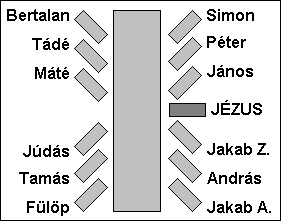 Bertalan
Tádé
Máté
Júdás
Tamás
Fülöp
Simon
Péter
János
JÉZUS
Jakab Z.
András
Jakab A.